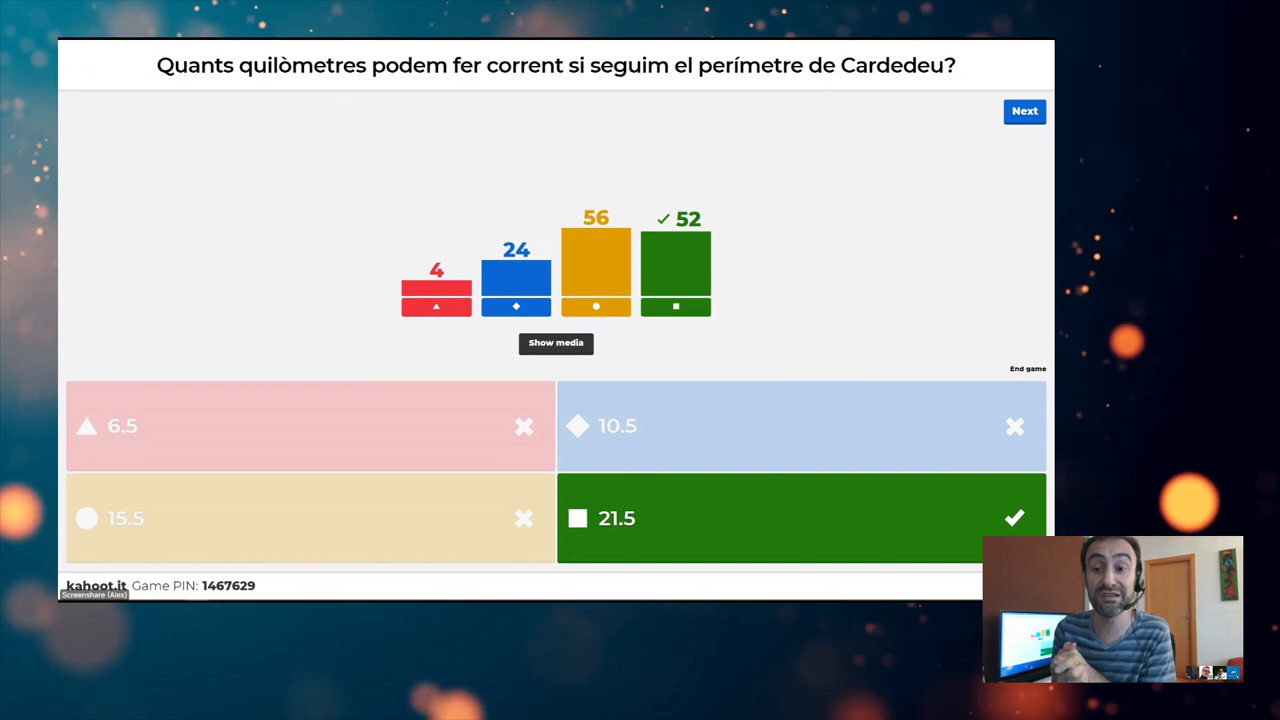 Quants quilòmetres podem fer corrent si seguim el perímetre de Cardedeu?
Next
4
24
56
52
Show media
End game
6.5
10.5
15.5
21.5
kahoot.it Game PIN: 1467629
Screenshare (Alex)